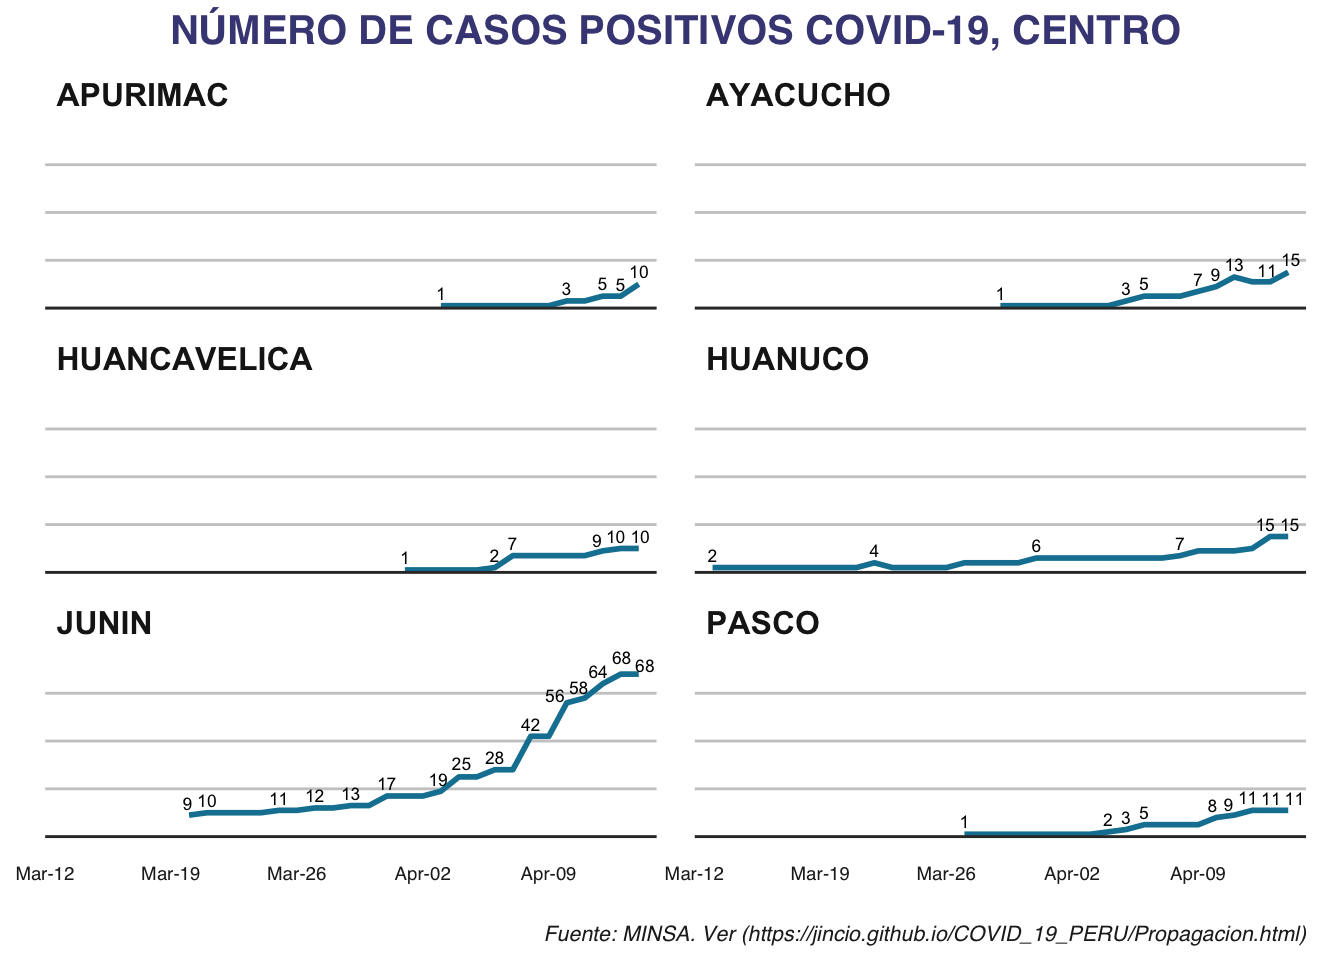 NÚMERO DE CASOS POSITIVOS COVID-19, CENTRO
APURIMAC
1 3 5 5 10
AYACUCHO
1 3 5 7 9 13 11 15
HUANCAVELICA
1 2 7 9 10 10
HUANUCO
2 4 6 7 15 15
JUNIN
9 10 11 12 13 17 19 25 28 42 56 58 64 68 68
PASCO
1 2 3 5 8 9 11 11 11
Mar-12 Mar-19 Mar-26 Apr-02 Apr-09 Mar-12 Mar-19 Mar-26 Apr-02 Apr-09
Fuente: MINSA. Ver (https://jincio.github.io/COVID_19_PERU/Propagacion.html)